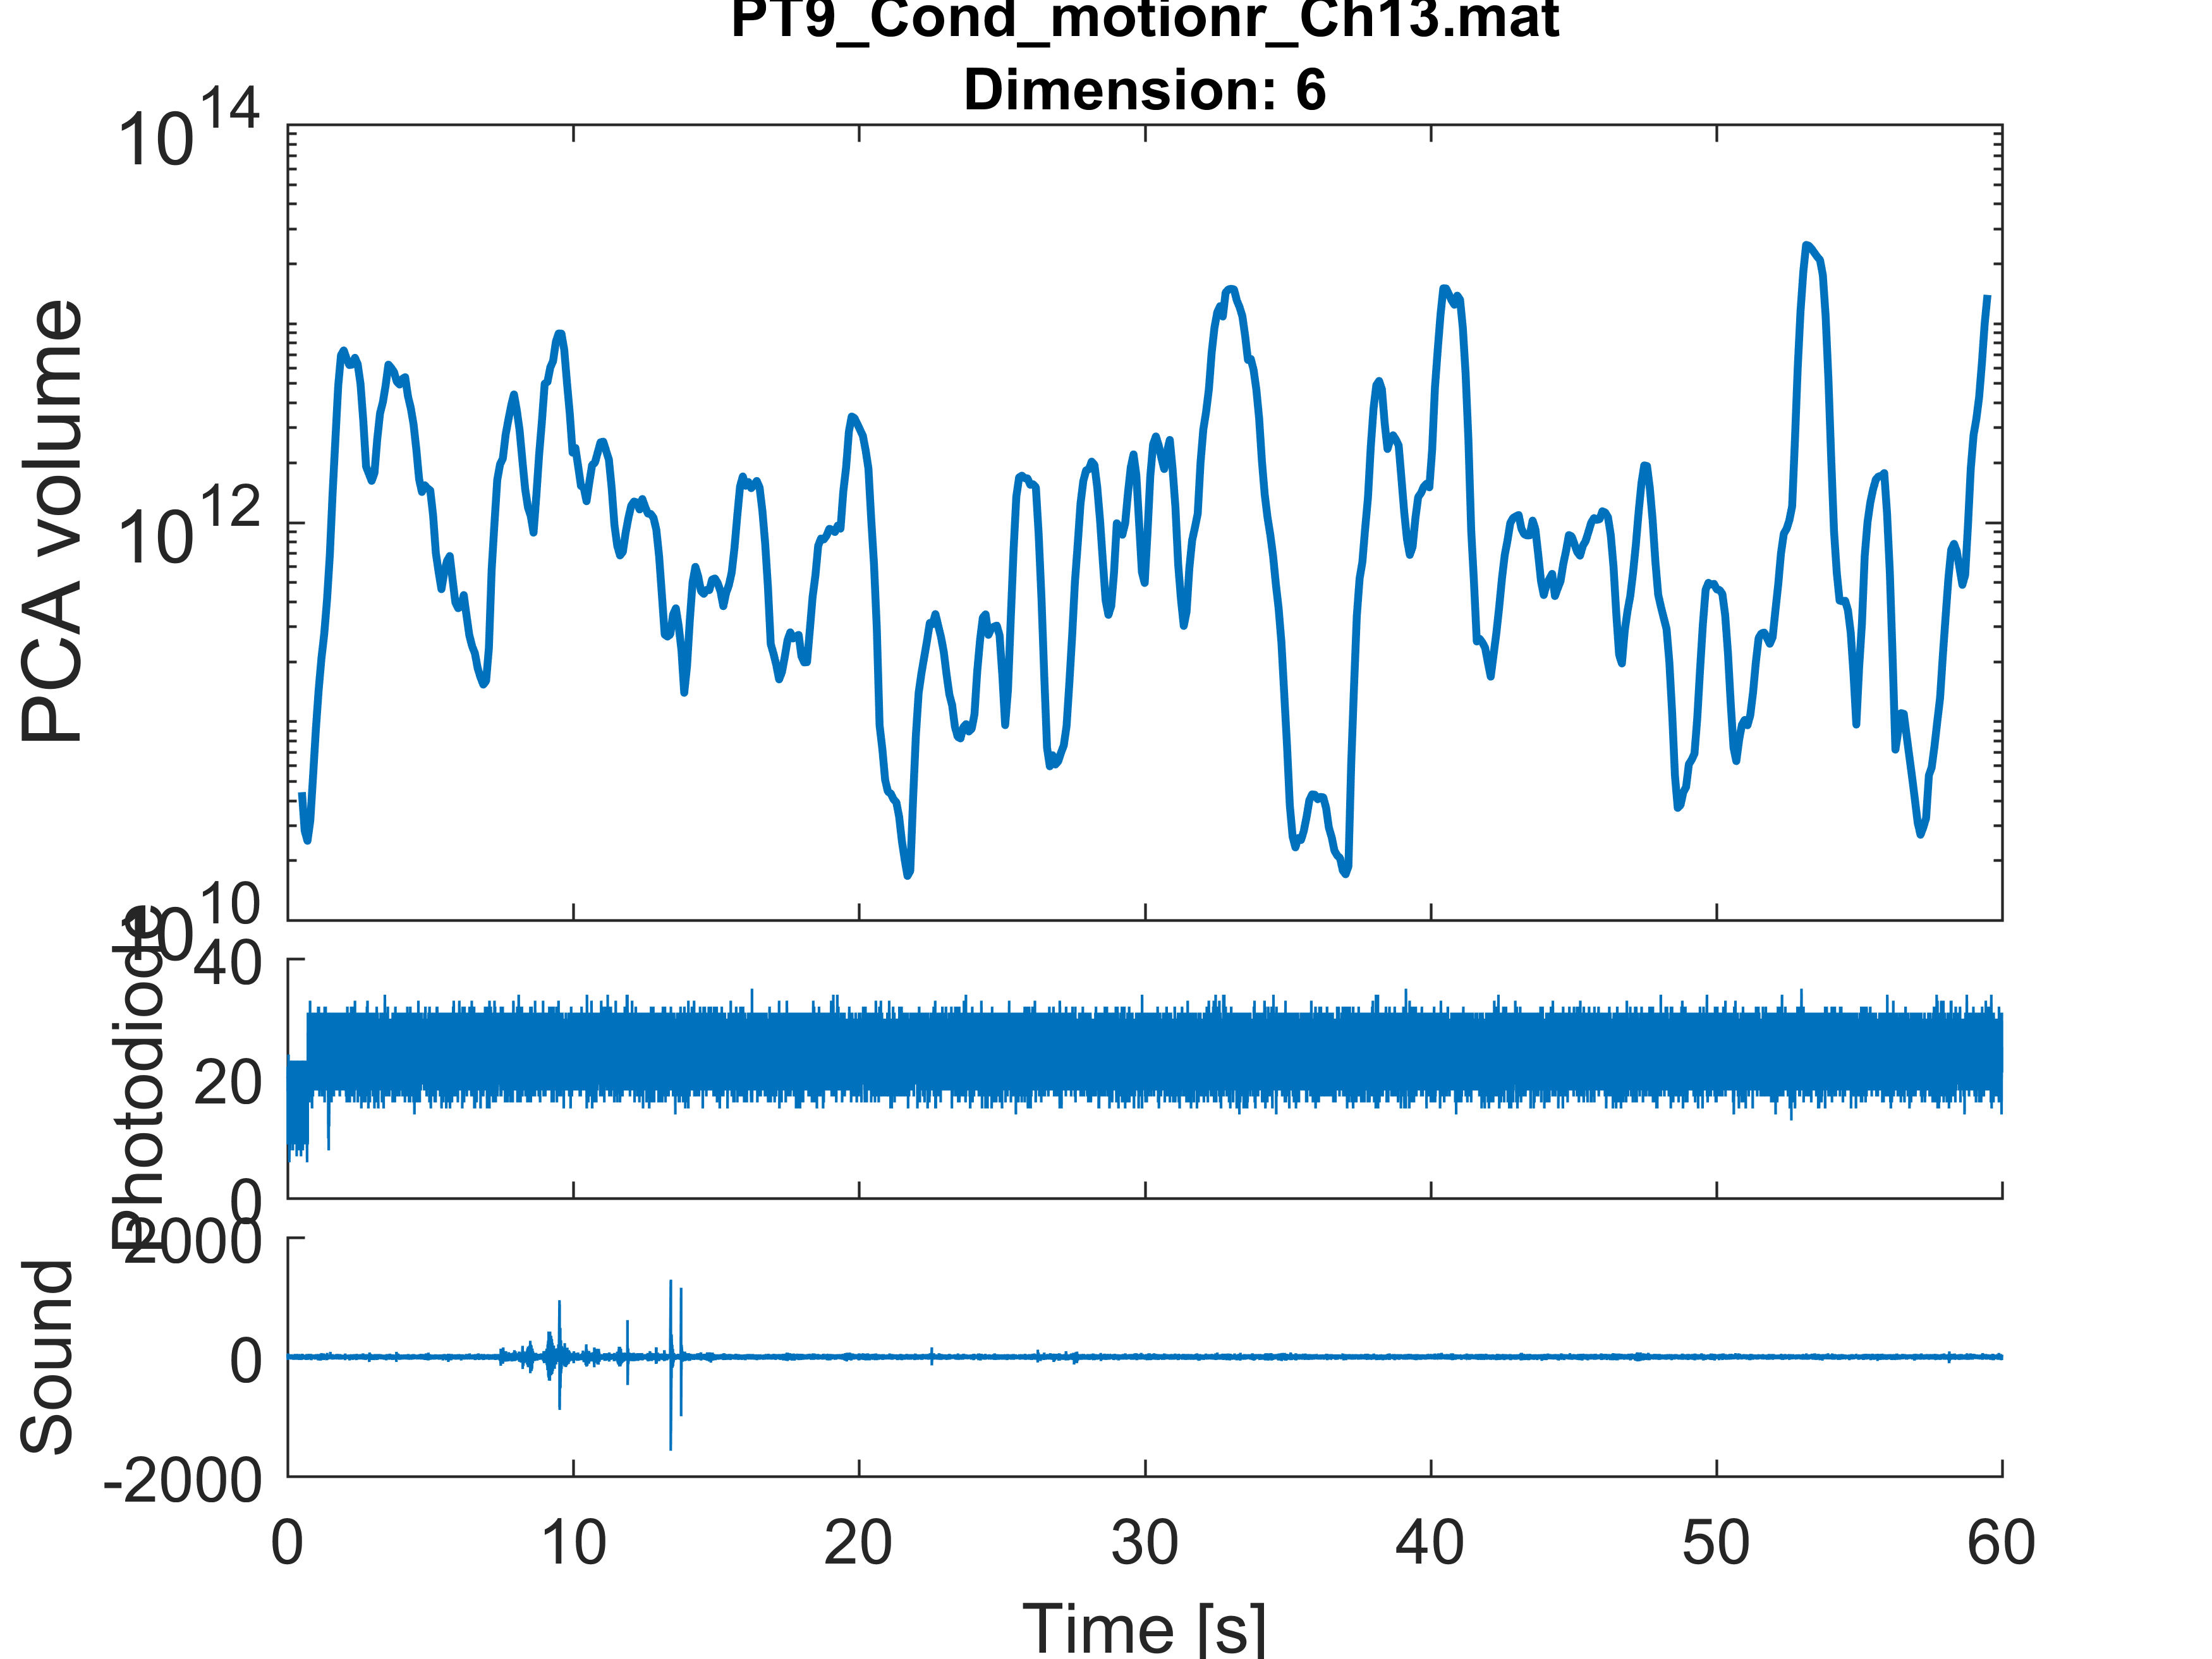 PT9_Cond_motionr_Ch13.mat
Dimension: 6
PCA volume
10^14
10^12
10^10
Photodiode
40
20
0
Sound
2000
0
-2000
0 10 20 30 40 50 60
Time [s]